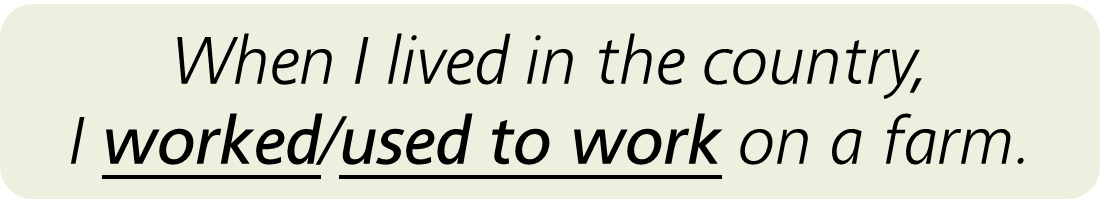 When I lived in the country,
I worked/used to work on a farm.